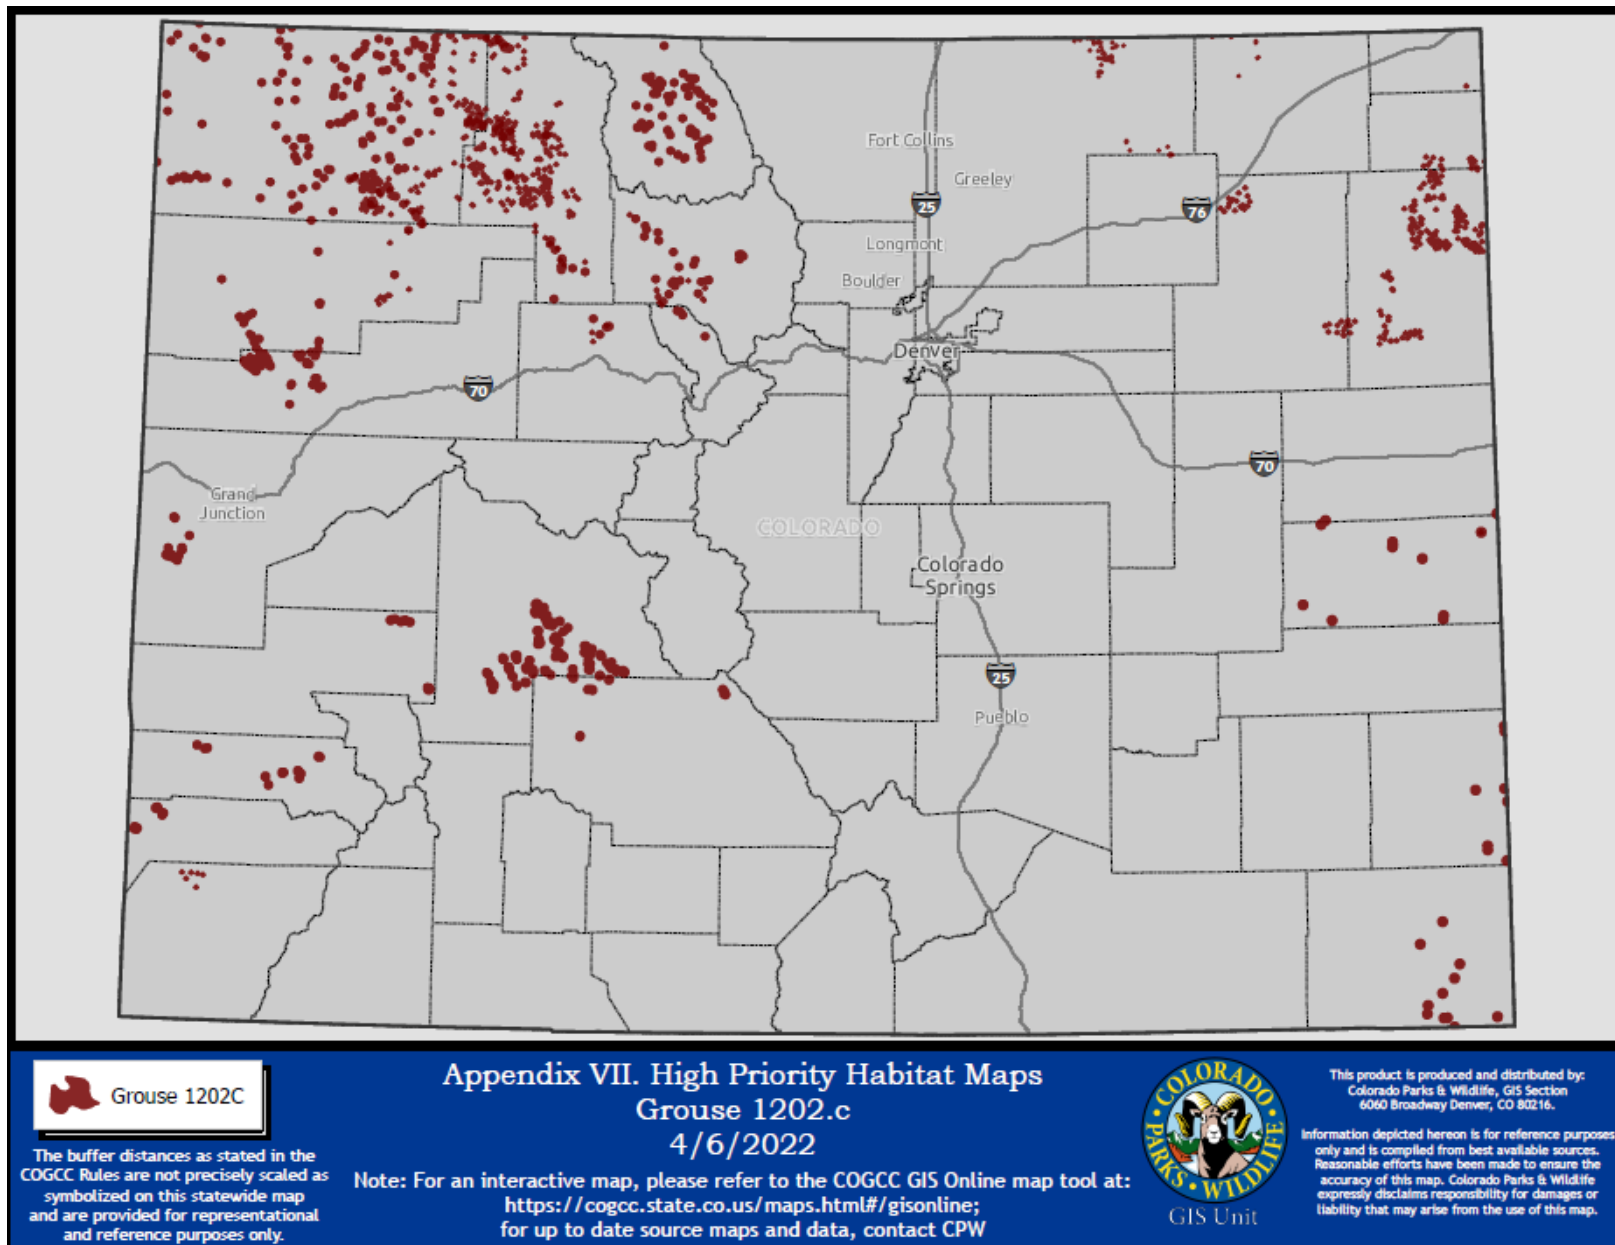 Fort Collins
Greeley
25
76
Longmont
Boulder
Denver
70
70
Grand
Junction
COLORADO
Colorado
Springs
25
Pueblo
Grouse 1202C
The buffer distances as stated in the
COGCC Rules are not precisely scaled as
symbolized on this statewide map
and are provided for representational
and reference purposes only.
Appendix VII. High Priority Habitat Maps
Grouse 1202.c
4/6/2022
Note: For an interactive map, please refer to the COGCC GIS Online map tool at:
https://cogcc.state.co.us/maps.html#/gisonline;
for up to date source maps and data, contact CPW
COLORADO
PARKS • WILDLIFE
GIS Unit
This product is produced and distributed by:
Colorado Parks & Wildlife, GIS Section
6060 Broadway Denver, CO 80216.
Information depicted hereon is for reference purposes
only and is compiled from best available sources.
Reasonable efforts have been made to ensure the
accuracy of this map. Colorado Parks & Wildlife
expressly disclaims responsibility for damages or
liability that may arise from the use of this map.